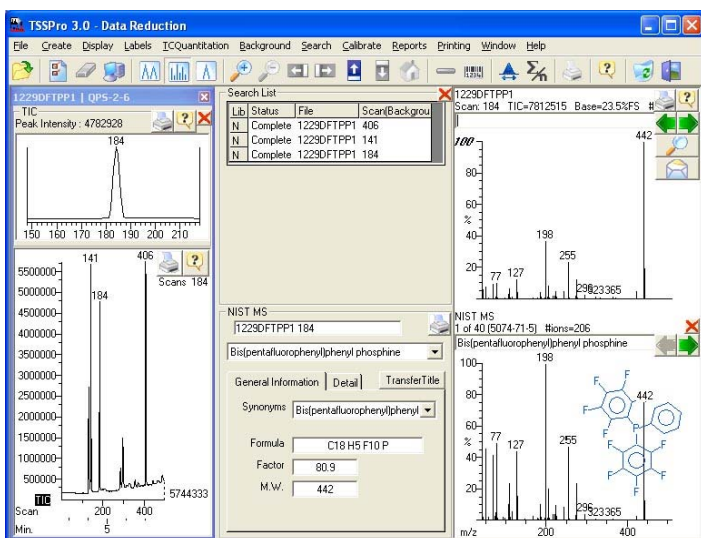 TSSPro 3.0 - Data Reduction
File Create Display Labels TCQuantitation Background Search Calibrate Reports Printing Window Help
1229DFTPP1 | QPS-2-6
TIC
Peak Intensity : 4782928
184
150 160 170 180 190 200 210
141 406
184
Scans 184
5500000
5000000
4500000
4000000
3500000
3000000
2500000
2000000
1500000
1000000
500000
TIC
5744333
Scan 200 400
Min. 5
Search List
Lib Status File Scan(Backgrou
N Complete 1229DFTPP1 406
N Complete 1229DFTPP1 141
N Complete 1229DFTPP1 184
NIST MS
1229DFTPP1 184
Bis(pentafluorophenyl)phenyl phosphine
General Information Detail TransferTitle
Synonyms Bis(pentafluorophenyl)phenyl
Formula C18 H5 F10 P
Factor 80.9
M.W. 442
1229DFTPP1
Scan: 184 TIC=7812515 Base=23.5%FS #
100
442
80
60
%
40
20
198
255
77 127
296 323 365
NIST MS
1 of 40 (5074-71-5) #ions=206
Bis(pentafluorophenyl)phenyl phosphine
100
198
80
442
60
%
40
20
77 127
255
296 323 365
F F F F F P F F F F F
m/z 200 400